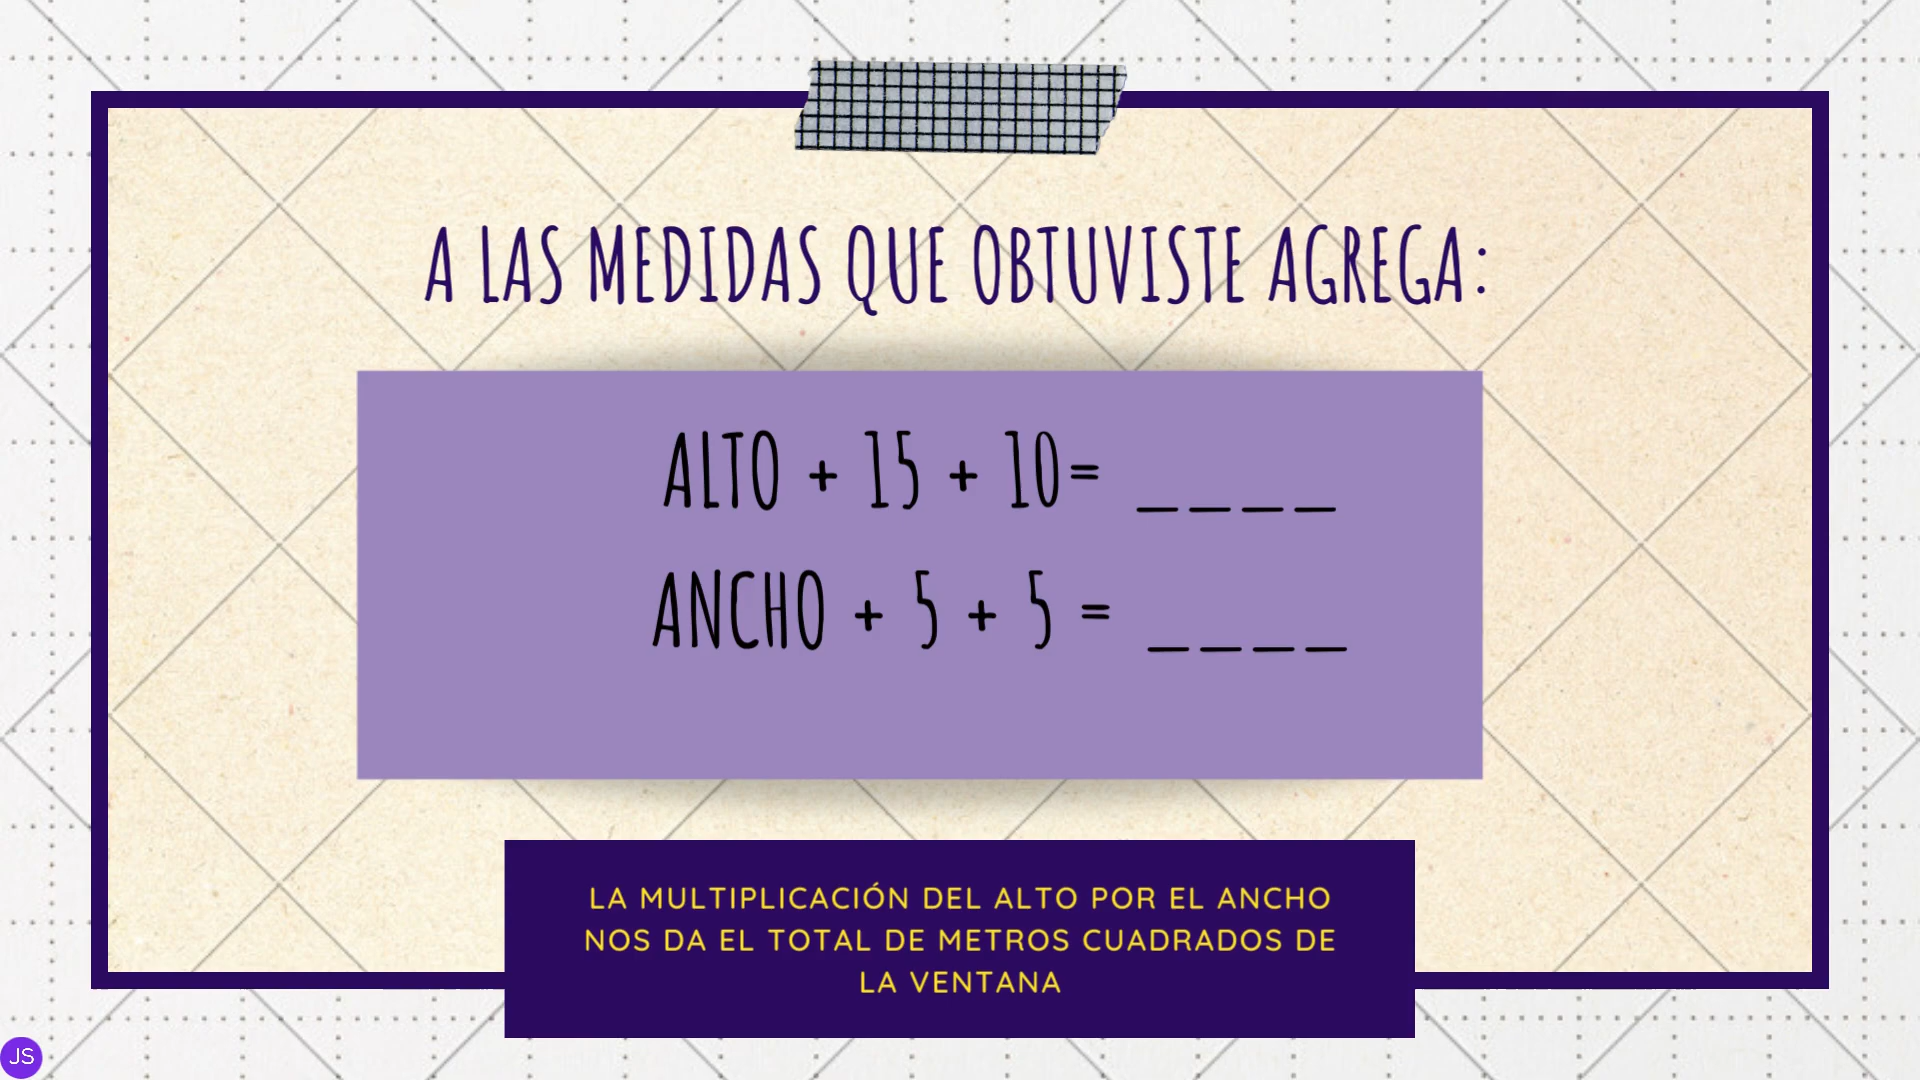 A LAS MEDIDAS QUE OBTUVISTE AGREGA:
ALTO + 15 + 10= ____
ANCHO + 5 + 5 = ____
LA MULTIPLICACIÓN DEL ALTO POR EL ANCHO
NOS DA EL TOTAL DE METROS CUADRADOS DE
LA VENTANA
JS